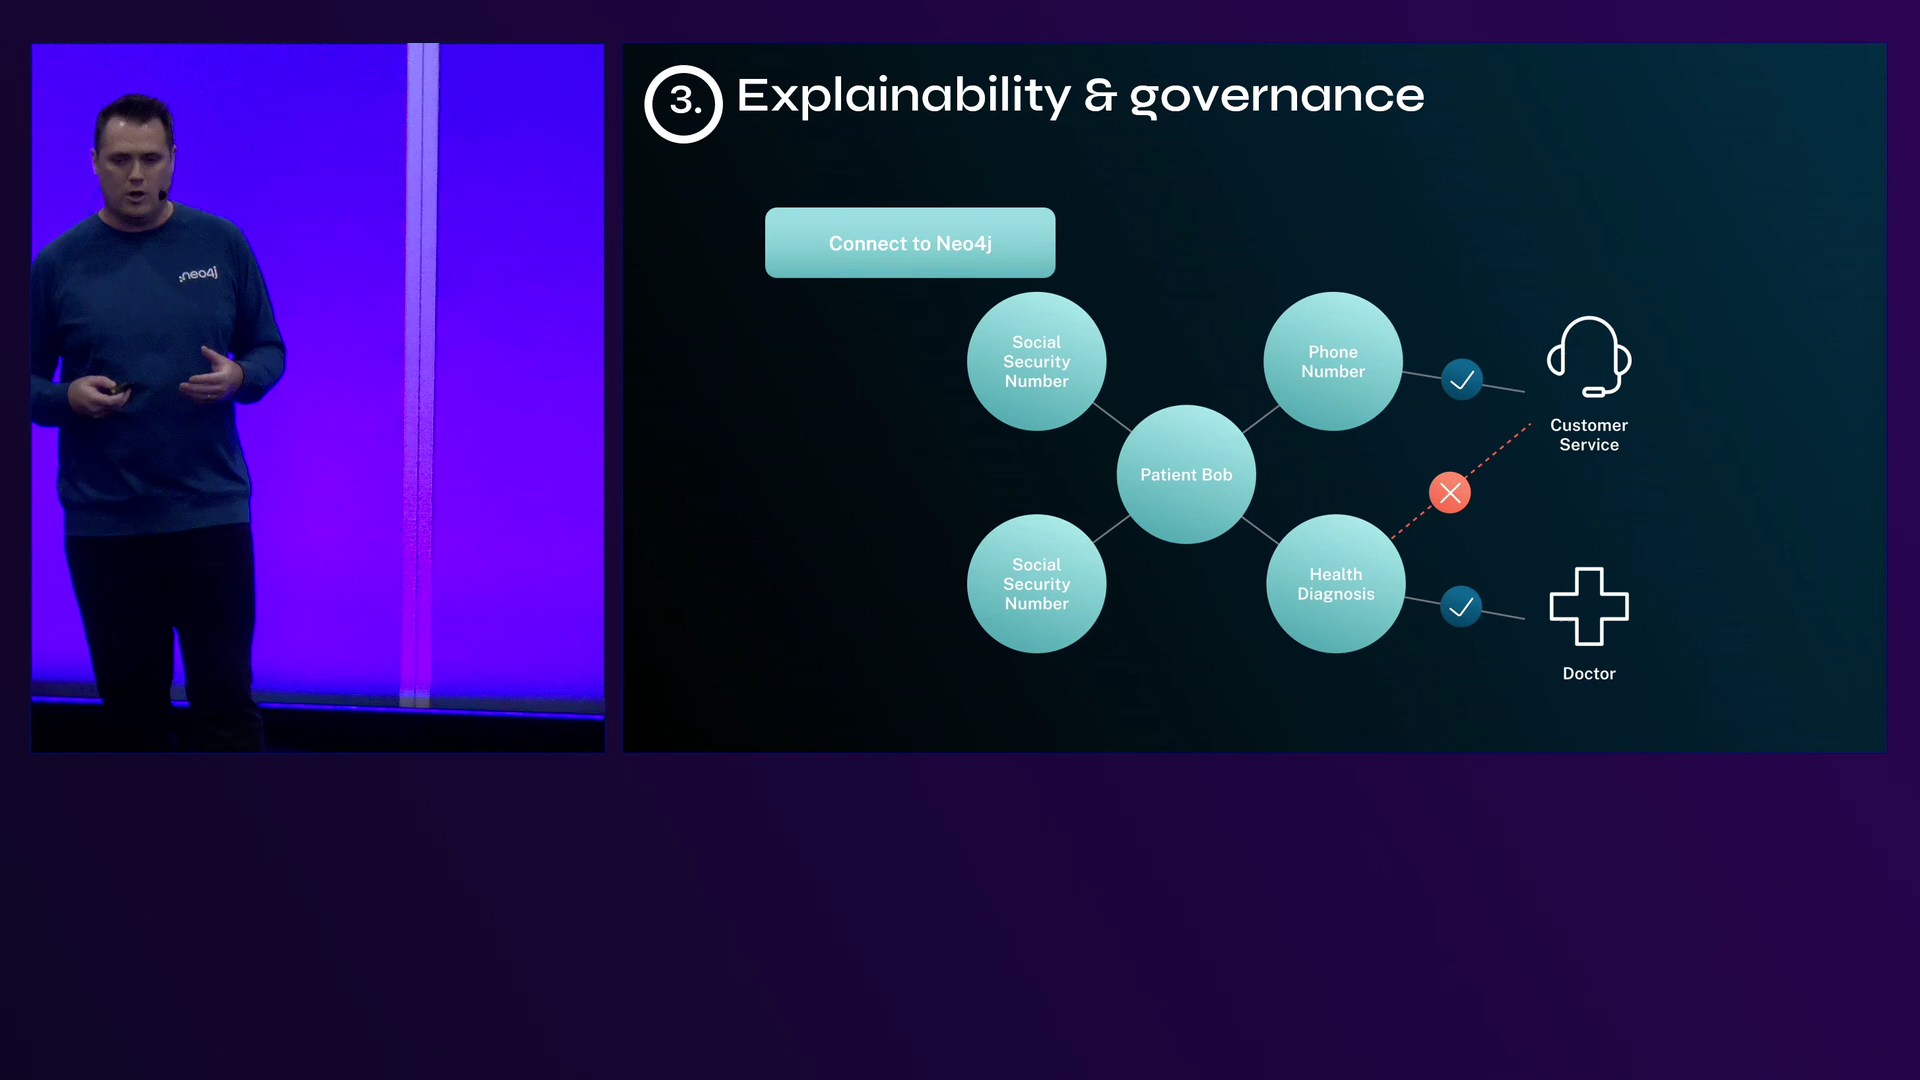 3. Explainability & governance
Connect to Neo4j
Social
Security
Number
Phone
Number
Customer
Service
Patient Bob
Social
Security
Number
Health
Diagnosis
Doctor
:neo4j